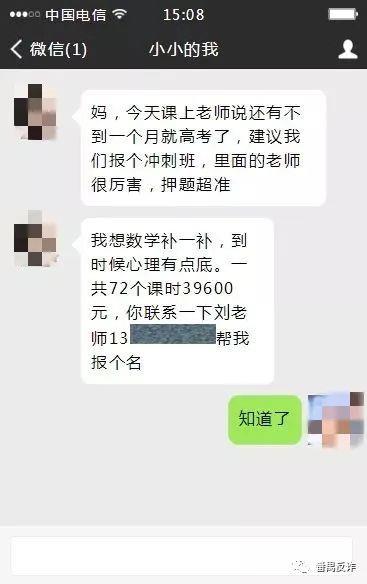 中国电信
15:08
微信(1)
小小的我
妈，今天课上老师说还有不
到一个月就高考了，建议我
们报个冲刺班，里面的老师
很厉害，押题超准
我想数学补一补，到
时候心理有点底。一
共72个课时39600
元，你联系一下刘老
师13
帮我
报个名
知道了
番禺反诈